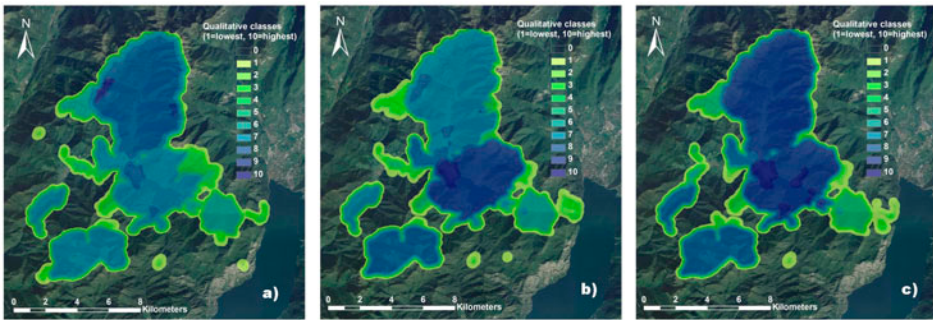 N
Qualitative classes
(1=lowest, 10=highest)
0
1
2
3
4
5
6
7
8
9
10
0 2 4 6 8
Kilometers
a)
N
Qualitative classes
(1=lowest, 10=highest)
0
1
2
3
4
5
6
7
8
9
10
0 2 4 6 8
Kilometers
b)
N
Qualitative classes
(1=lowest, 10=highest)
0
1
2
3
4
5
6
7
8
9
10
0 2 4 6 8
Kilometers
c)